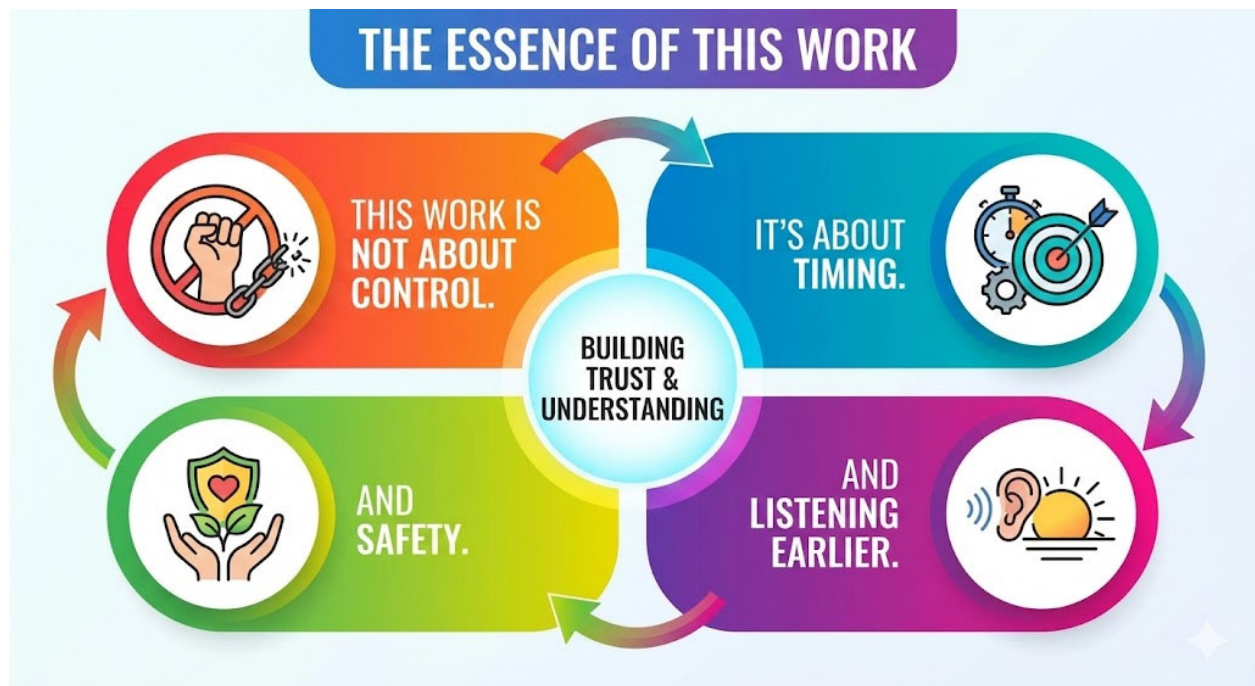 THE ESSENCE OF THIS WORK
THIS WORK IS
NOT ABOUT
CONTROL.
IT'S ABOUT
TIMING.
BUILDING
TRUST &
UNDERSTANDING
AND
LISTENING
EARLIER.
AND
SAFETY.